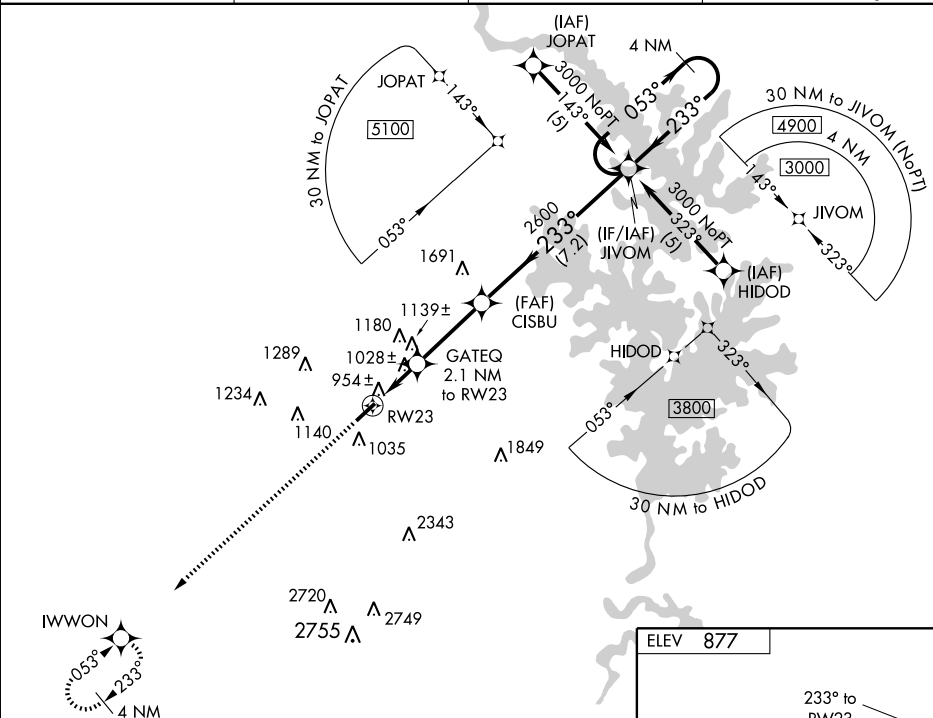 (IAF)
JOPAT
4 NM
JOPAT
143°
5100
30 NM to JOPAT
053°
3000 NoPT
143°
(5)
053°
233°
30 NM to JIVOM (NoPT)
4900
4 NM
3000
143°
JIVOM
323°
3000 NoPT
323°
(5)
(IF/IAF)
JIVOM
N
2600
233°
(7.2)
(IAF)
HIDOD
1691
(FAF)
CISBU
1139±
1180
1289
1028±
GATEQ
2.1 NM
to RW23
954±
1234
RW23
1140
1035
HIDOD
323°
053°
3800
1849
30 NM to HIDOD
2343
2720
2749
2755
IWWON
053°
233°
4 NM
ELEV 877
233° to
RW23